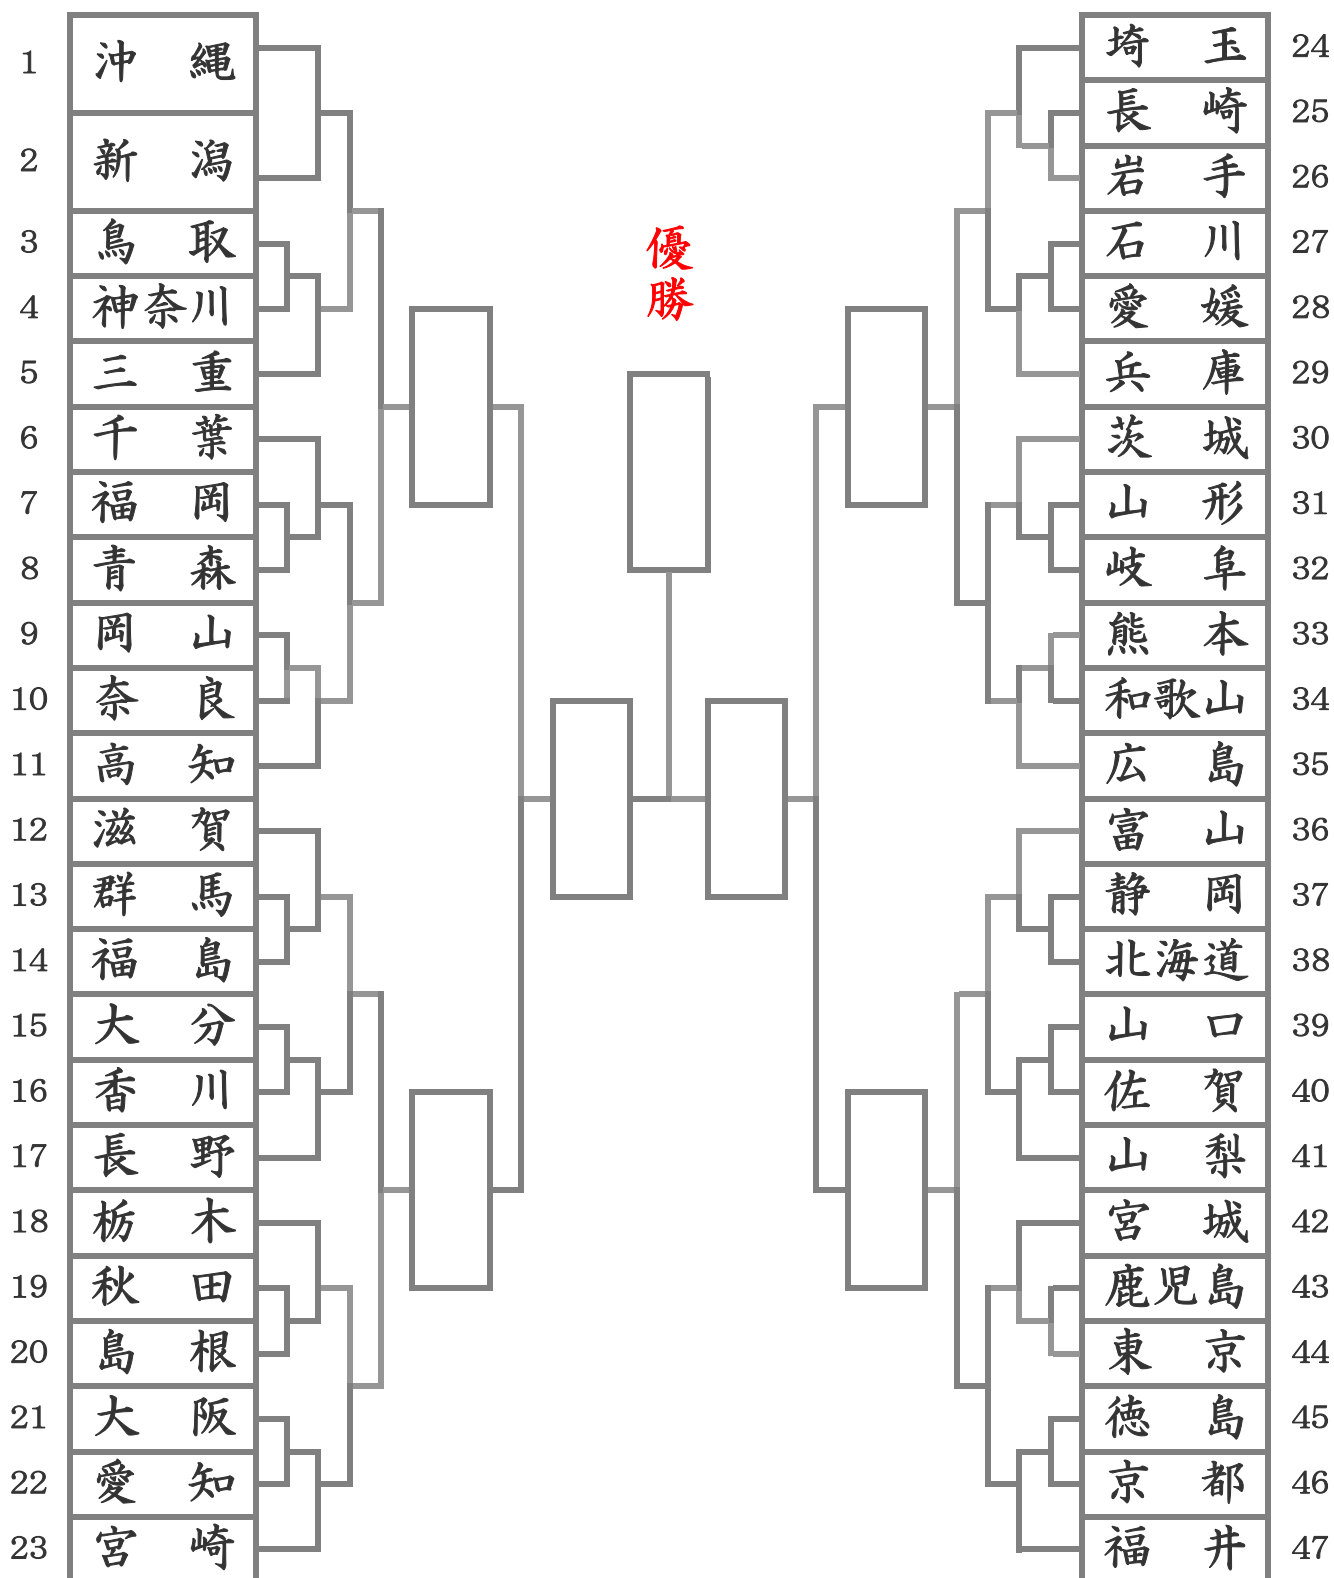 1 沖縄
2 新潟
3 鳥取
4 神奈川
5 三重
6 千葉
7 福岡
8 青森
9 岡山
10 奈良
11 高知
12 滋賀
13 群馬
14 福島
15 大分
16 香川
17 長野
18 栃木
19 秋田
20 島根
21 大阪
22 愛知
23 宮崎
優
勝
埼玉 24
長崎 25
岩手 26
石川 27
愛媛 28
兵庫 29
茨城 30
山形 31
岐阜 32
熊本 33
和歌山 34
広島 35
富山 36
静岡 37
北海道 38
山口 39
佐賀 40
山梨 41
宮城 42
鹿児島 43
東京 44
徳島 45
京都 46
福井 47